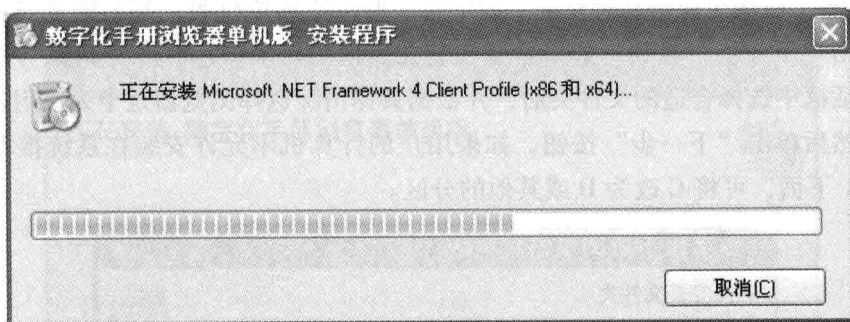 数字化手册浏览器单机版 安装程序
正在安装 Microsoft .NET Framework 4 Client Profile (x86 和 x64)...
取消(C)